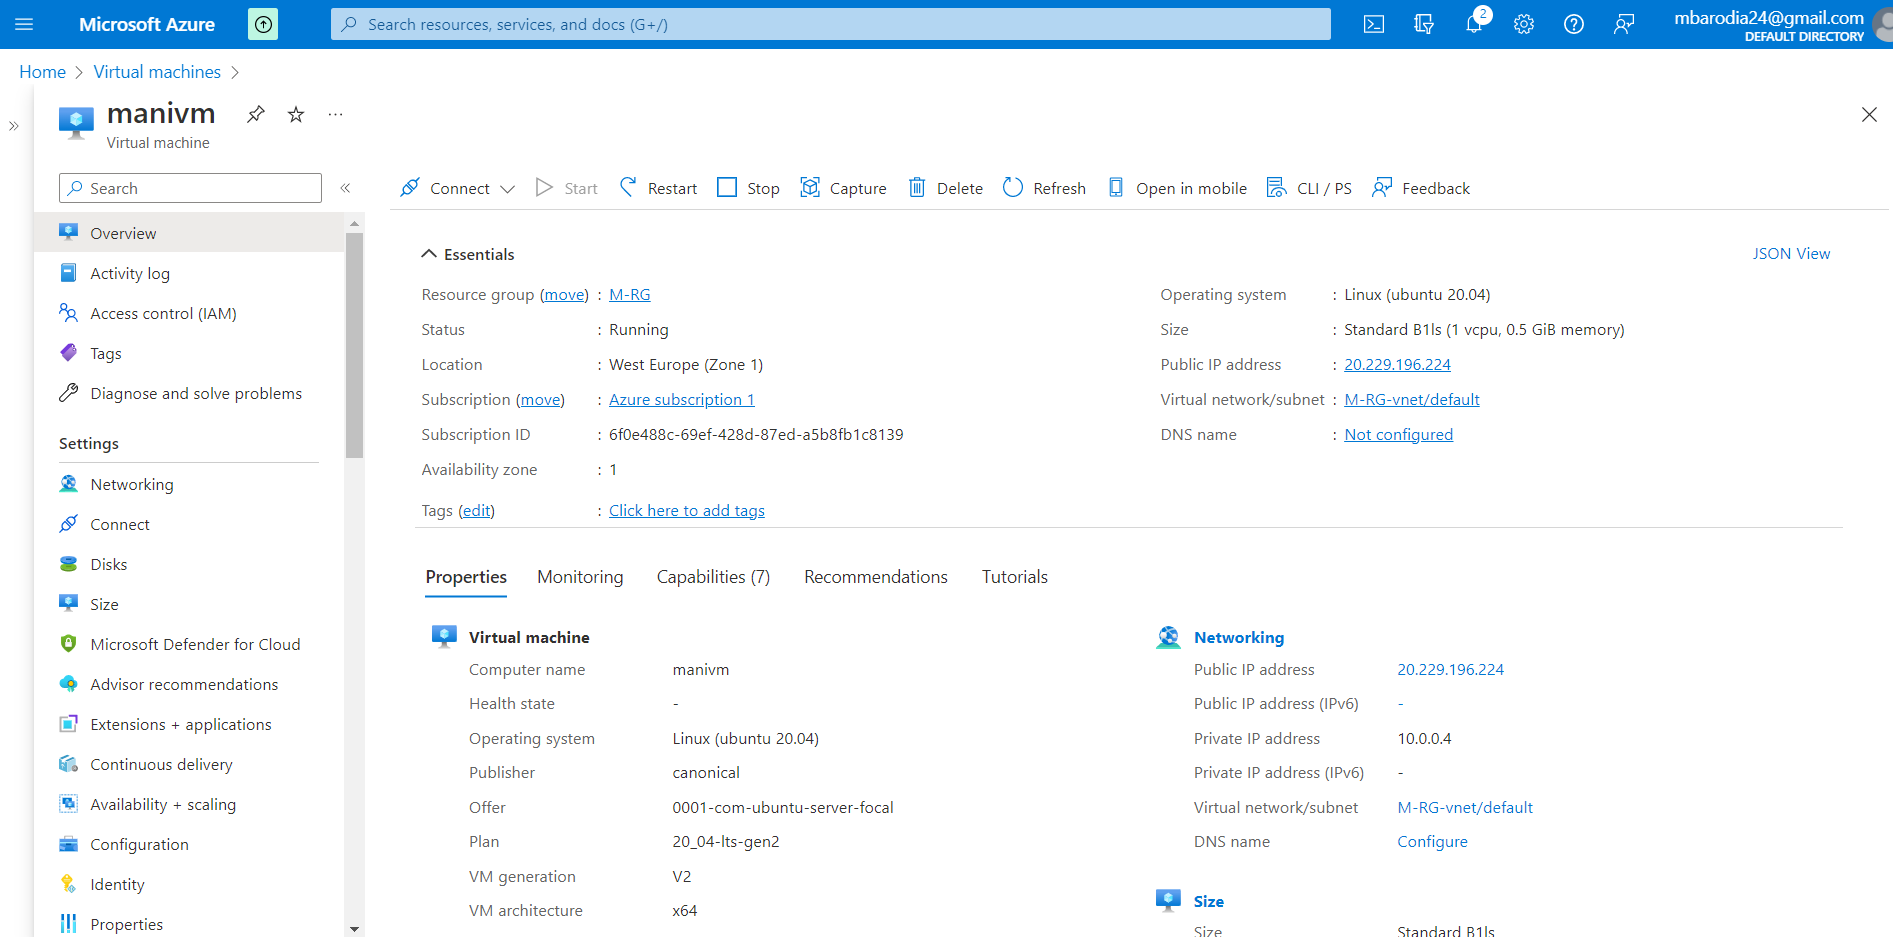 Microsoft Azure
Search resources, services, and docs (G+/)
2
mbarodia24@gmail.com
DEFAULT DIRECTORY
Home > Virtual machines >
manivm
Virtual machine
Search
Connect
Start
Restart
Stop
Capture
Delete
Refresh
Open in mobile
CLI / PS
Feedback
Overview
Activity log
Access control (IAM)
Tags
Diagnose and solve problems
Settings
Networking
Connect
Disks
Size
Microsoft Defender for Cloud
Advisor recommendations
Extensions + applications
Continuous delivery
Availability + scaling
Configuration
Identity
Properties
Essentials
JSON View
Resource group (move) : M-RG
Status : Running
Location : West Europe (Zone 1)
Subscription (move) : Azure subscription 1
Subscription ID : 6f0e488c-69ef-428d-87ed-a5b8fb1c8139
Availability zone : 1
Operating system : Linux (ubuntu 20.04)
Size : Standard B1ls (1 vcpu, 0.5 GiB memory)
Public IP address : 20.229.196.224
Virtual network/subnet : M-RG-vnet/default
DNS name : Not configured
Tags (edit) : Click here to add tags
Properties
Monitoring
Capabilities (7)
Recommendations
Tutorials
Virtual machine
Computer name manivm
Health state -
Operating system Linux (ubuntu 20.04)
Publisher canonical
Offer 0001-com-ubuntu-server-focal
Plan 20_04-lts-gen2
VM generation V2
VM architecture x64
Networking
Public IP address 20.229.196.224
Public IP address (IPv6) -
Private IP address 10.0.0.4
Private IP address (IPv6) -
Virtual network/subnet M-RG-vnet/default
DNS name Configure
Size
Size Standard B1ls